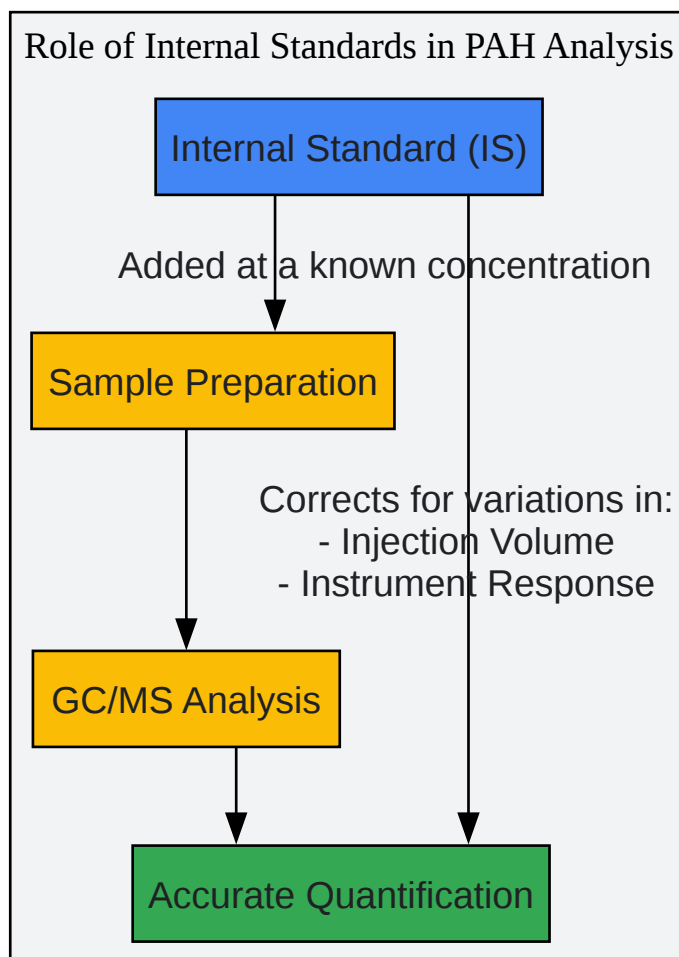 Role of Internal Standards in PAH Analysis
Internal Standard (IS)
Added at a known concentration
Sample Preparation
Corrects for variations in:
- Injection Volume
- Instrument Response
GC/MS Analysis
Accurate Quantification